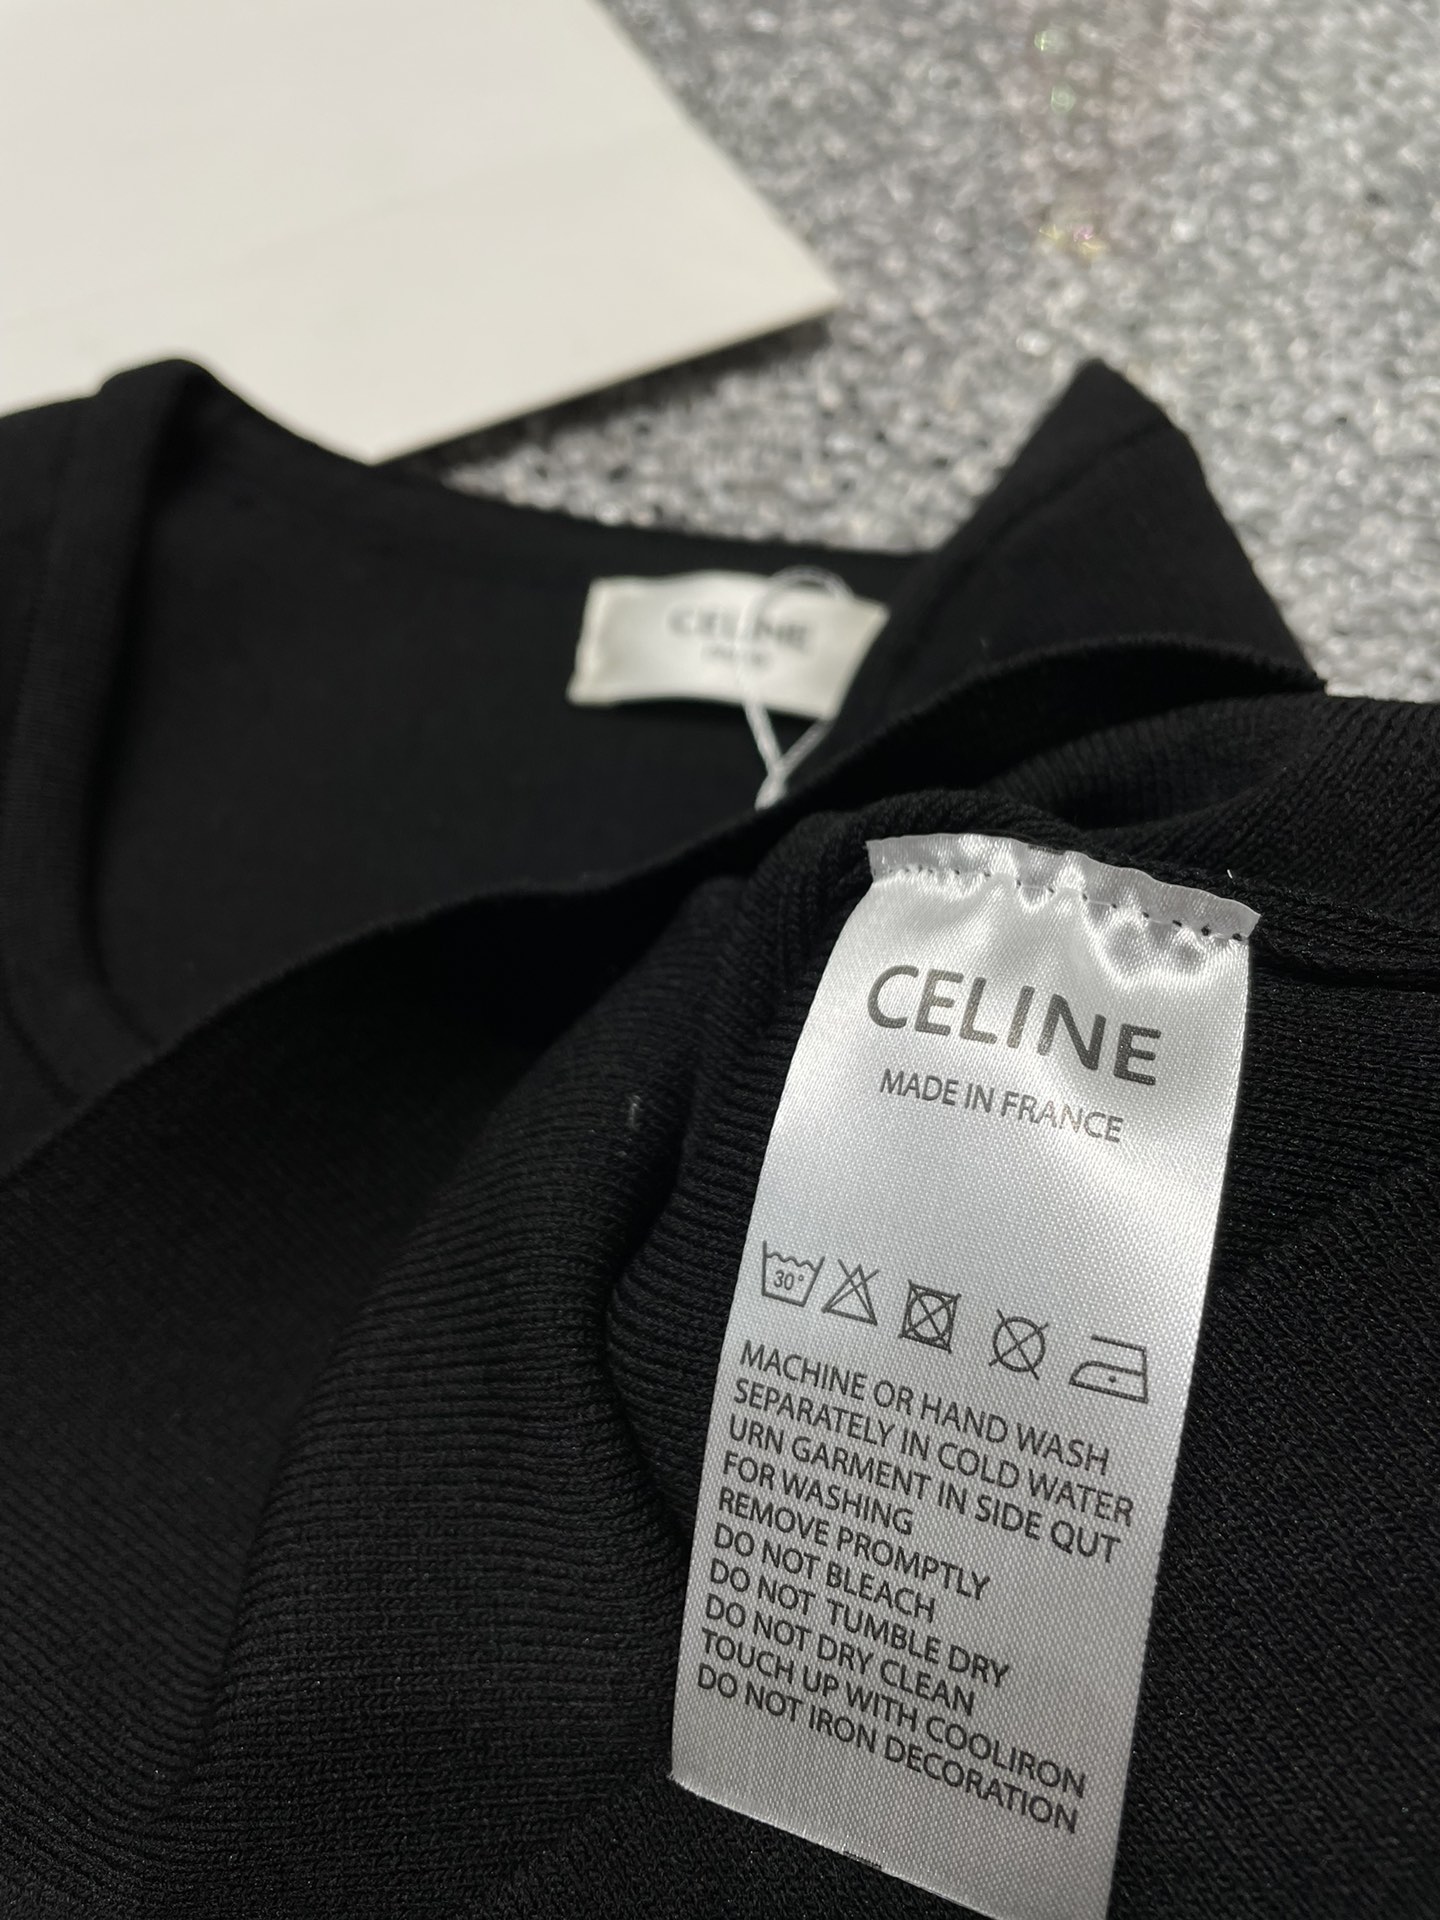 CELINE
CELINE
MADE IN FRANCE
30°
MACHINE OR HAND WASH
SEPARATELY IN COLD WATER
URN GARMENT IN SIDE QUT
FOR WASHING
REMOVE PROMPTLY
DO NOT BLEACH
DO NOT TUMBLE DRY
DO NOT DRY CLEAN
TOUCH UP WITH COOLIRON
DO NOT IRON DECORATION